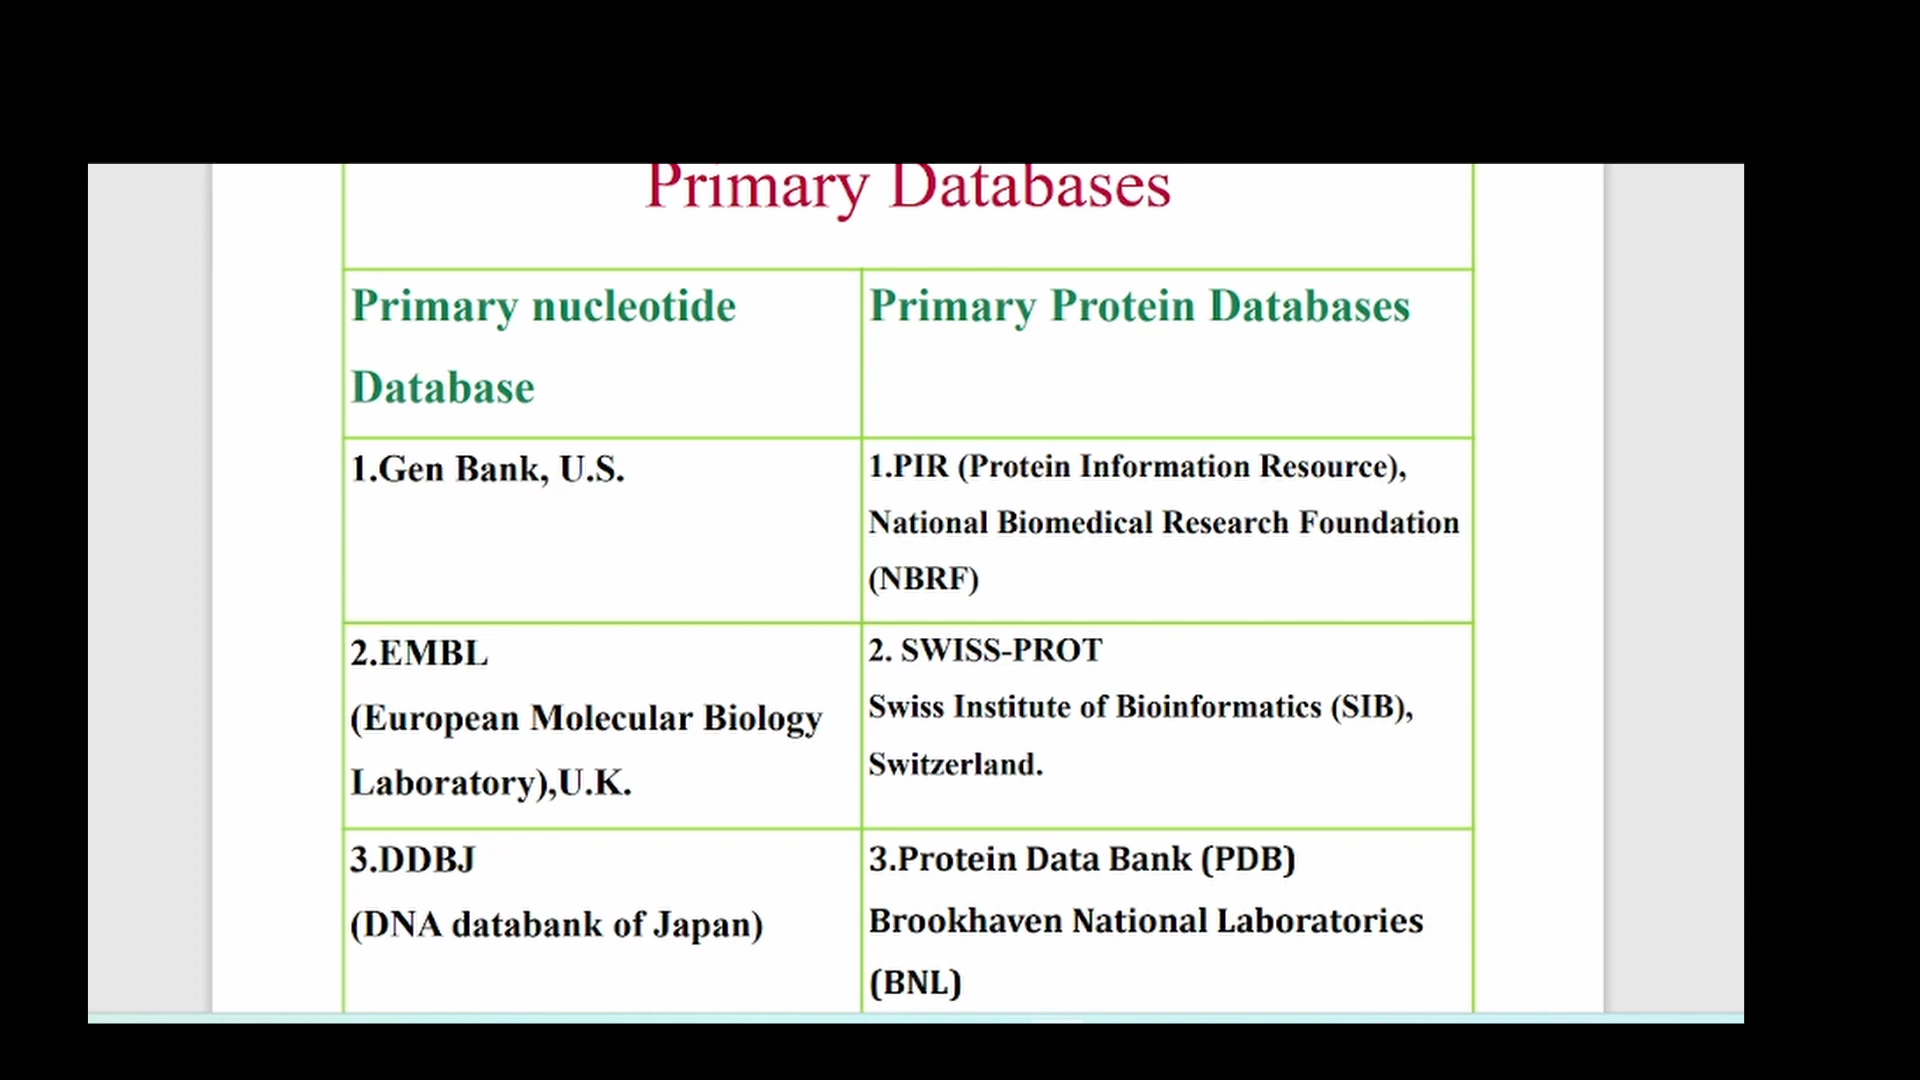 Primary Databases
Primary nucleotide
Database
Primary Protein Databases
1.Gen Bank, U.S.
1.PIR (Protein Information Resource),
National Biomedical Research Foundation
(NBRF)
2.EMBL
(European Molecular Biology
Laboratory),U.K.
2. SWISS-PROT
Swiss Institute of Bioinformatics (SIB),
Switzerland.
3.DDBJ
(DNA databank of Japan)
3.Protein Data Bank (PDB)
Brookhaven National Laboratories
(BNL)